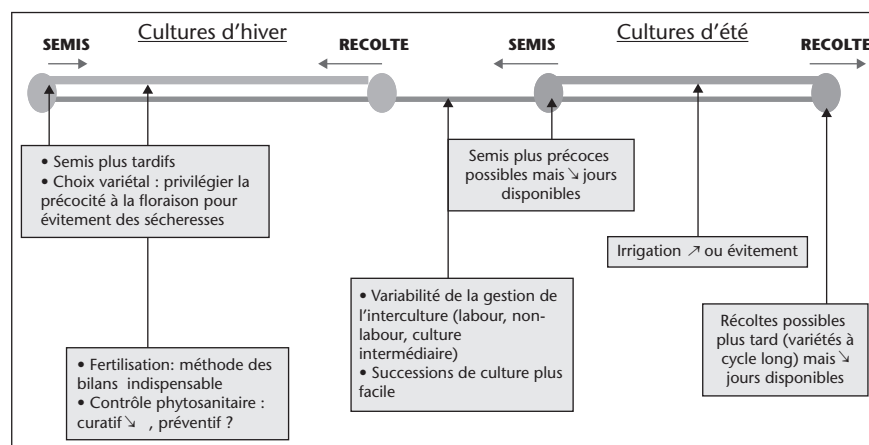 Cultures d'hiver
Cultures d'été
SEMIS
RECOLTE
SEMIS
RECOLTE
• Semis plus tardifs
• Choix variétal : privilégier la
précocité à la floraison pour
évitement des sécheresses
Semis plus précoces
possibles mais ↘ jours
disponibles
Irrigation ↗ ou évitement
• Variabilité de la gestion de
l'interculture (labour, non-
labour, culture
intermédiaire)
• Successions de culture plus
facile
Récoltes possibles
plus tard (variétés à
cycle long) mais ↘
jours disponibles
• Fertilisation: méthode des
bilans indispensable
• Contrôle phytosanitaire :
curatif ↘ , préventif ?